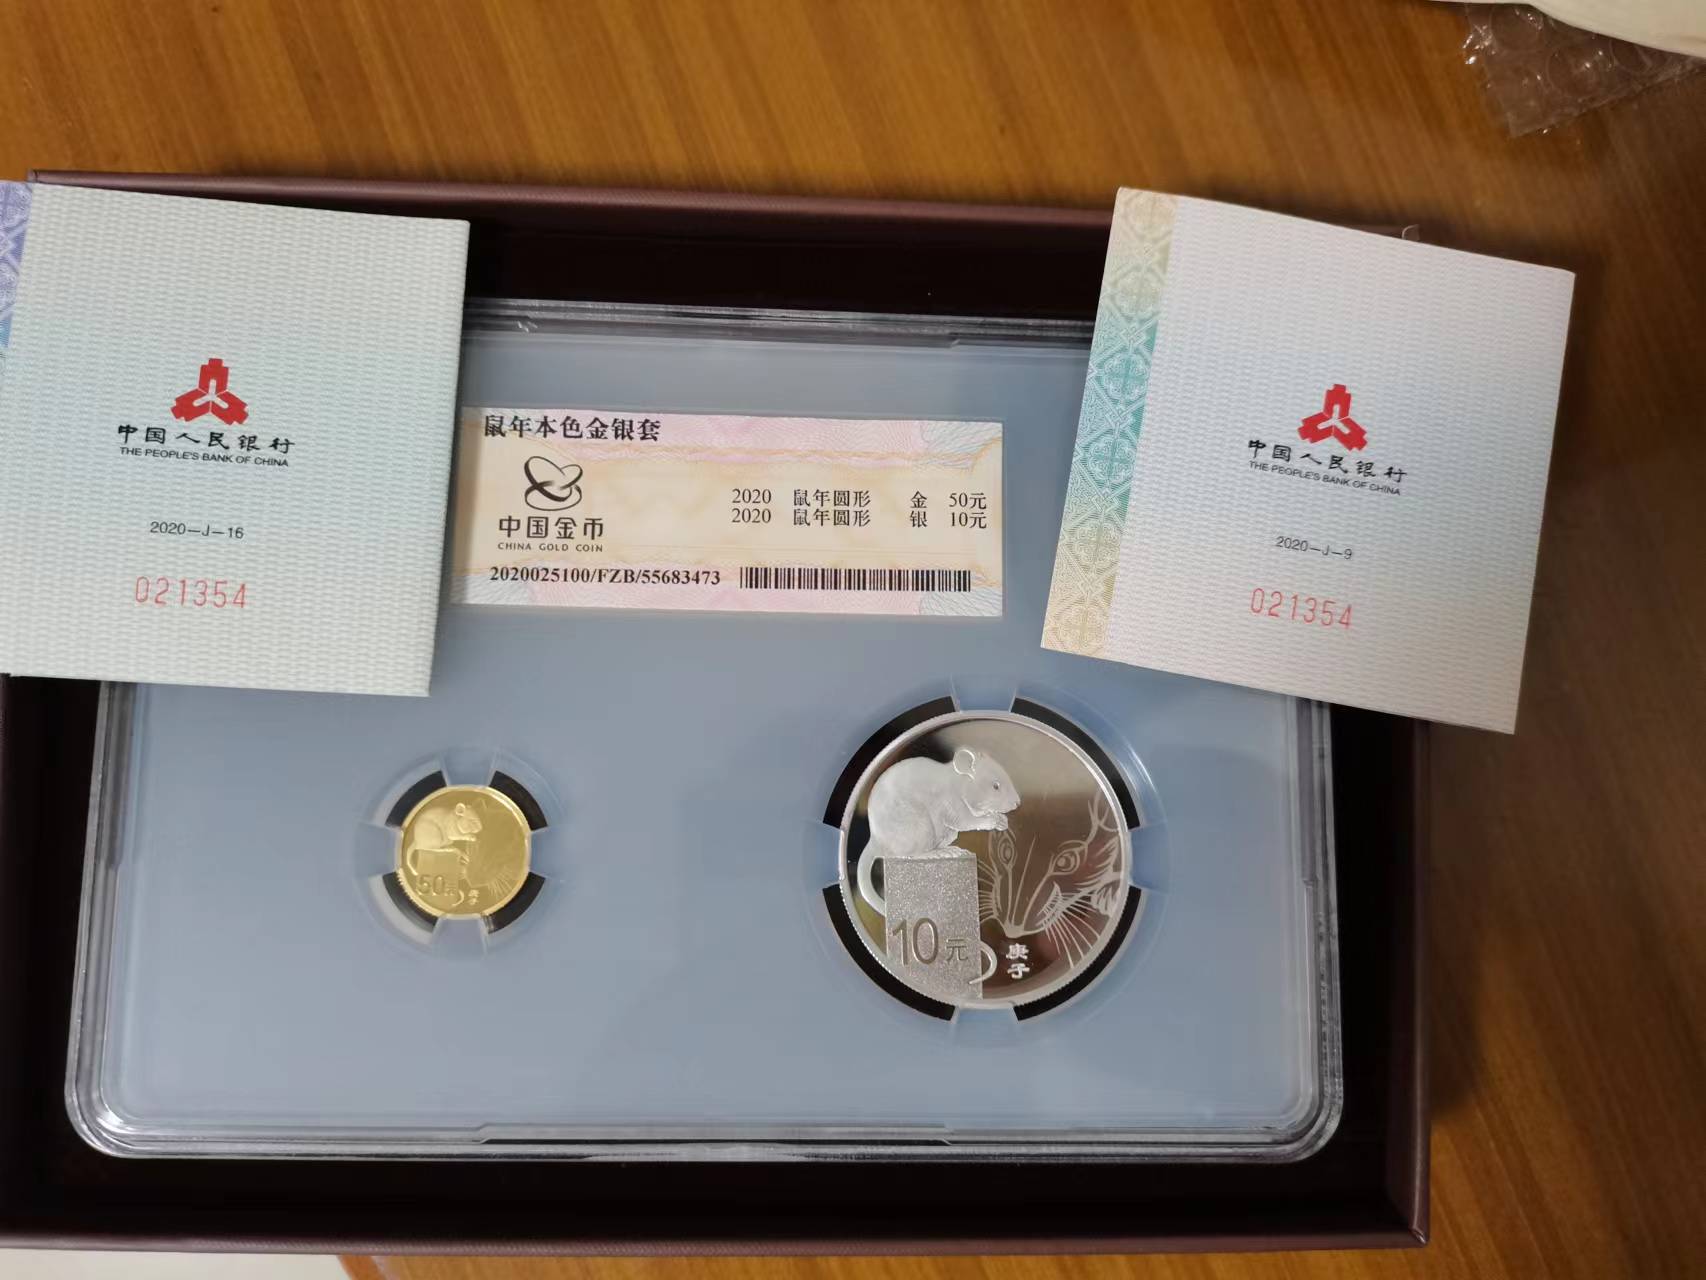 中国人民银行
THE PEOPLE'S BANK OF CHINA
2020—J—16
021354
鼠年本色金银套
中国金币
CHINA GOLD COIN
2020 鼠年圆形 金 50元
2020 鼠年圆形 银 10元
2020025100/FZB/55683473
中国人民银行
THE PEOPLE'S BANK OF CHINA
2020—J—9
021354
50元
10元
庚子